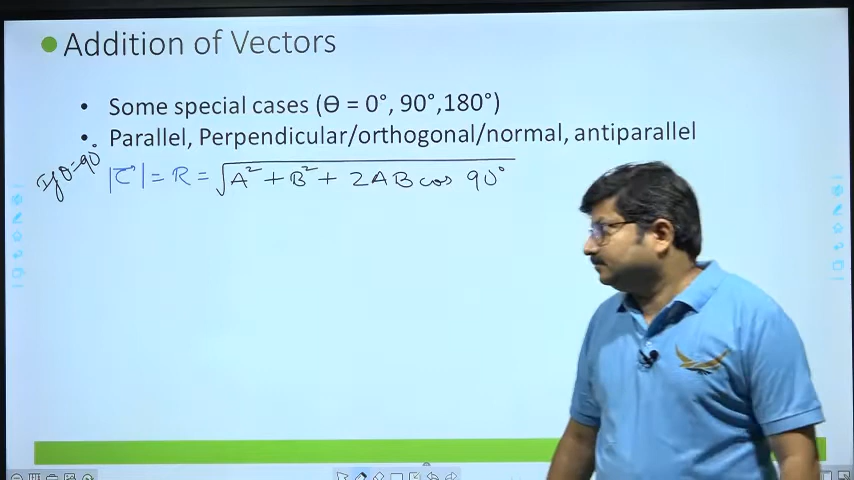 Addition of Vectors
• Some special cases (Ɵ = 0°, 90°,180°)
• Parallel, Perpendicular/orthogonal/normal, antiparallel
If θ=90°
|C⃗| = R = √A² + B² + 2AB cos 90°